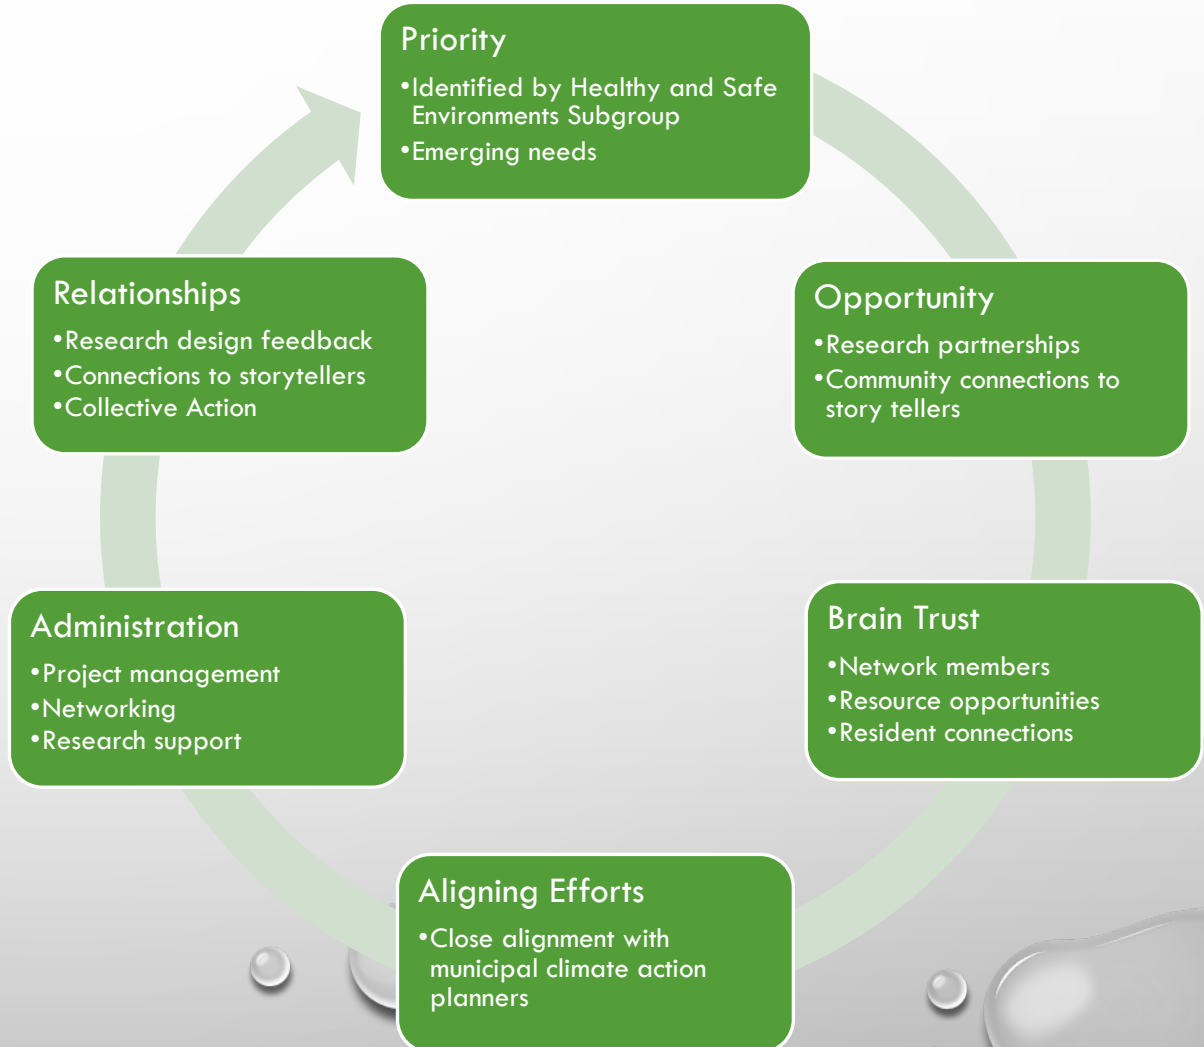 Priority
•Identified by Healthy and Safe
Environments Subgroup
•Emerging needs
Opportunity
•Research partnerships
•Community connections to
story tellers
Brain Trust
•Network members
•Resource opportunities
•Resident connections
Aligning Efforts
•Close alignment with
municipal climate action
planners
Administration
•Project management
•Networking
•Research support
Relationships
•Research design feedback
•Connections to storytellers
•Collective Action